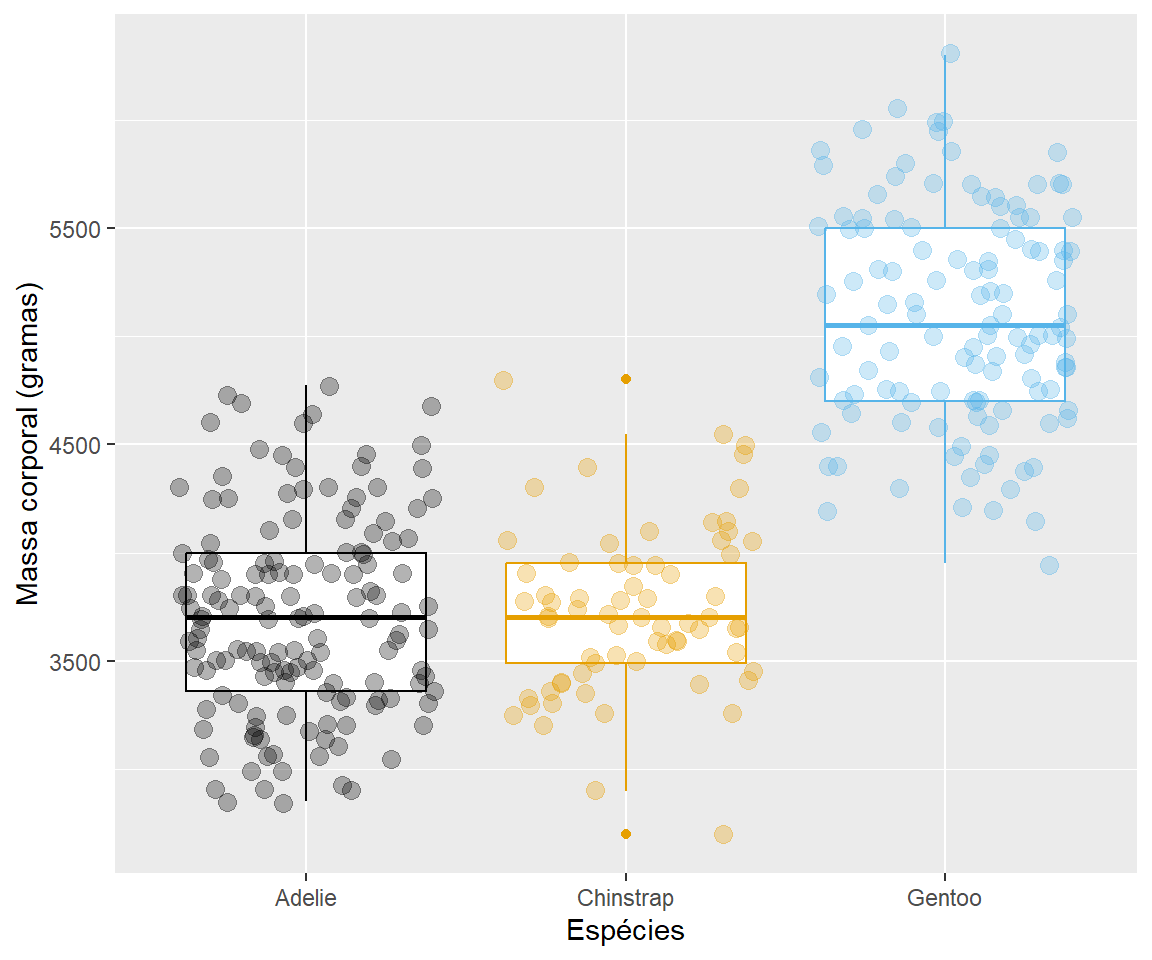 Massa corporal (gramas)
5500
4500
3500
Adelie
Chinstrap
Gentoo
Espécies